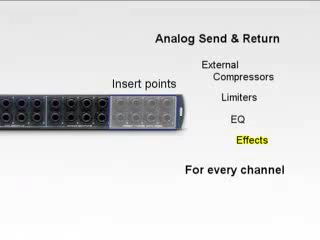 Analog Send & Return
External
Compressors
Insert points
Limiters
EQ
Effects
For every channel